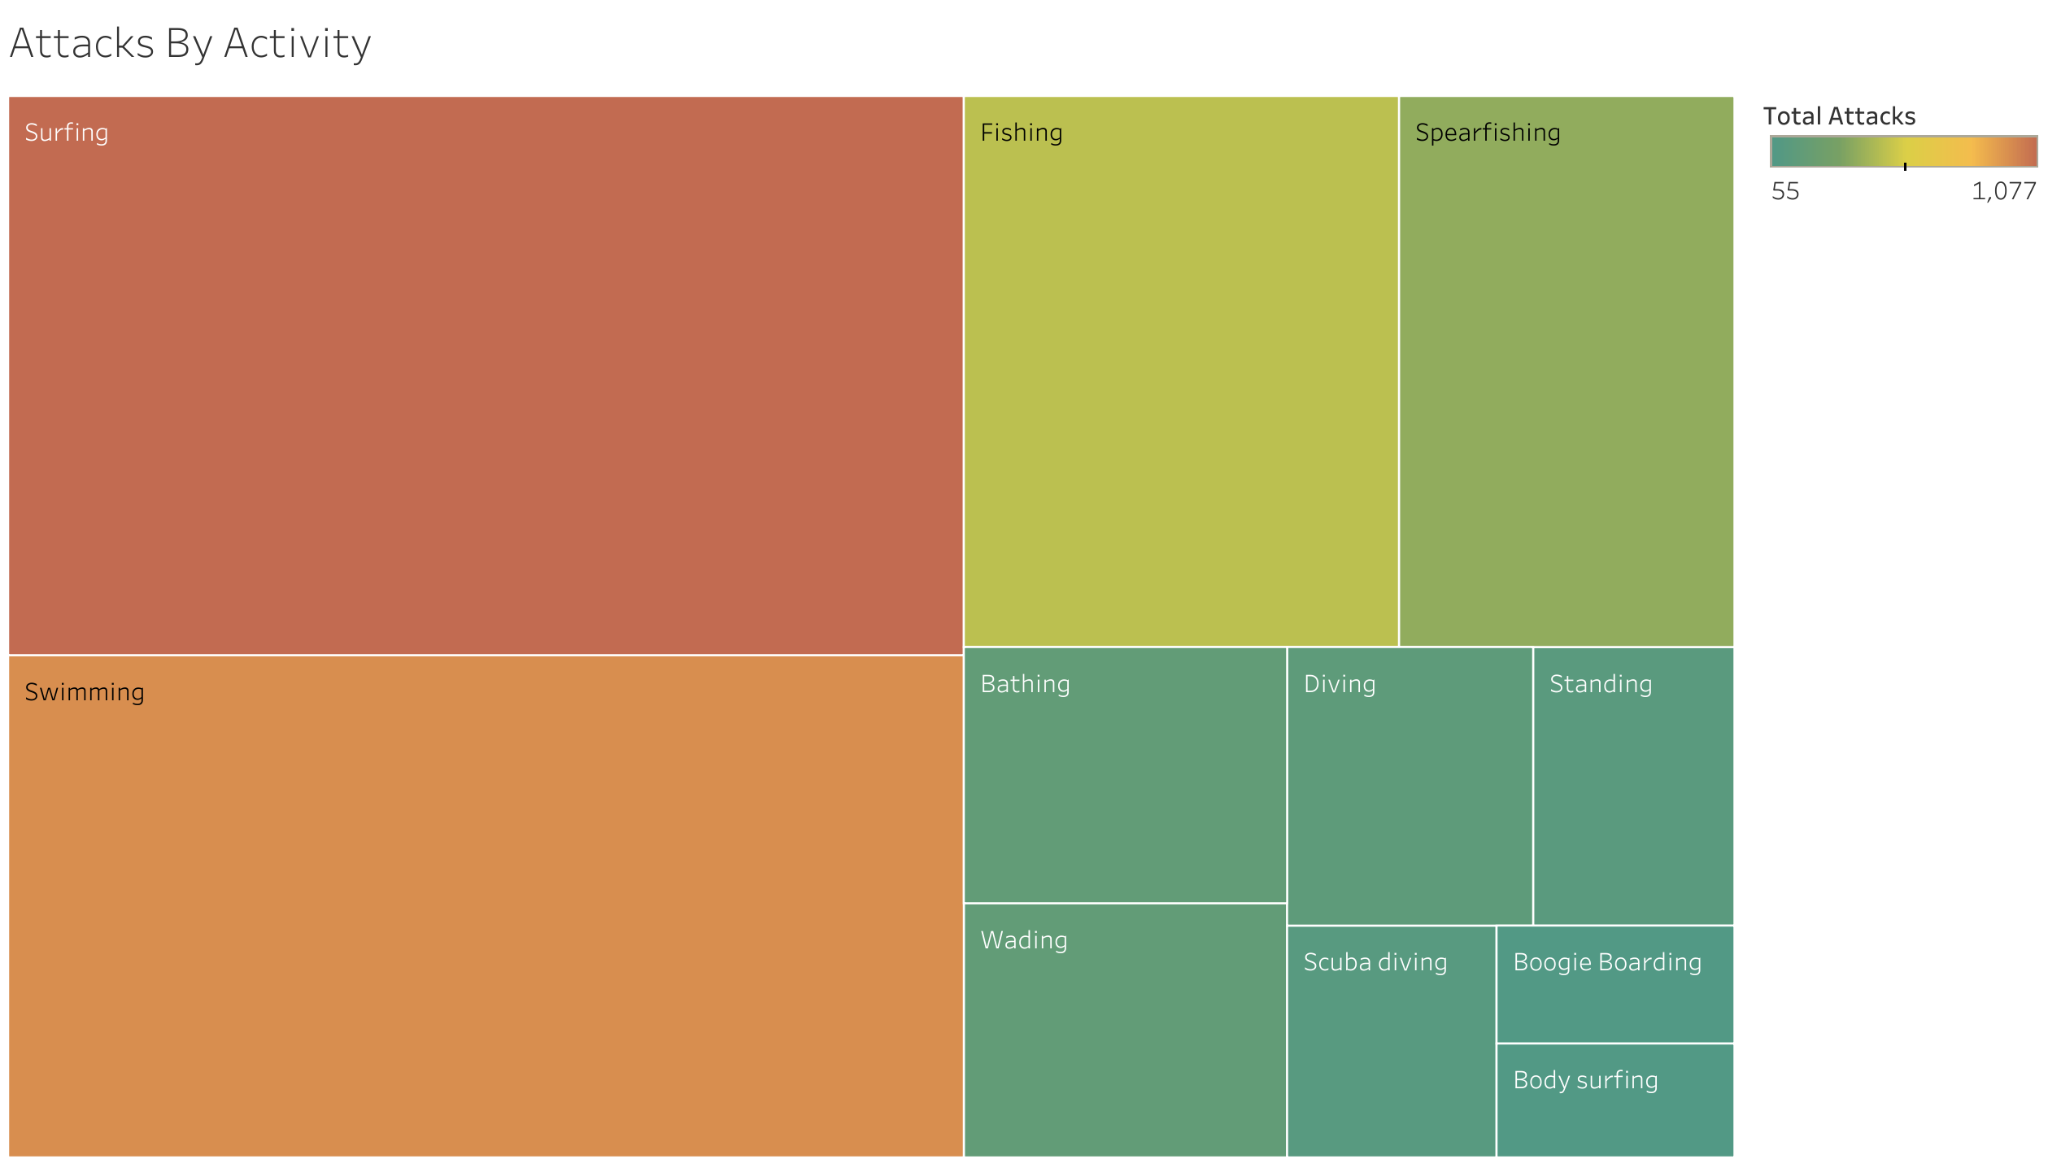 Attacks By Activity
Surfing
Fishing
Spearfishing
Total Attacks
55
1,077
Swimming
Bathing
Diving
Standing
Wading
Scuba diving
Boogie Boarding
Body surfing